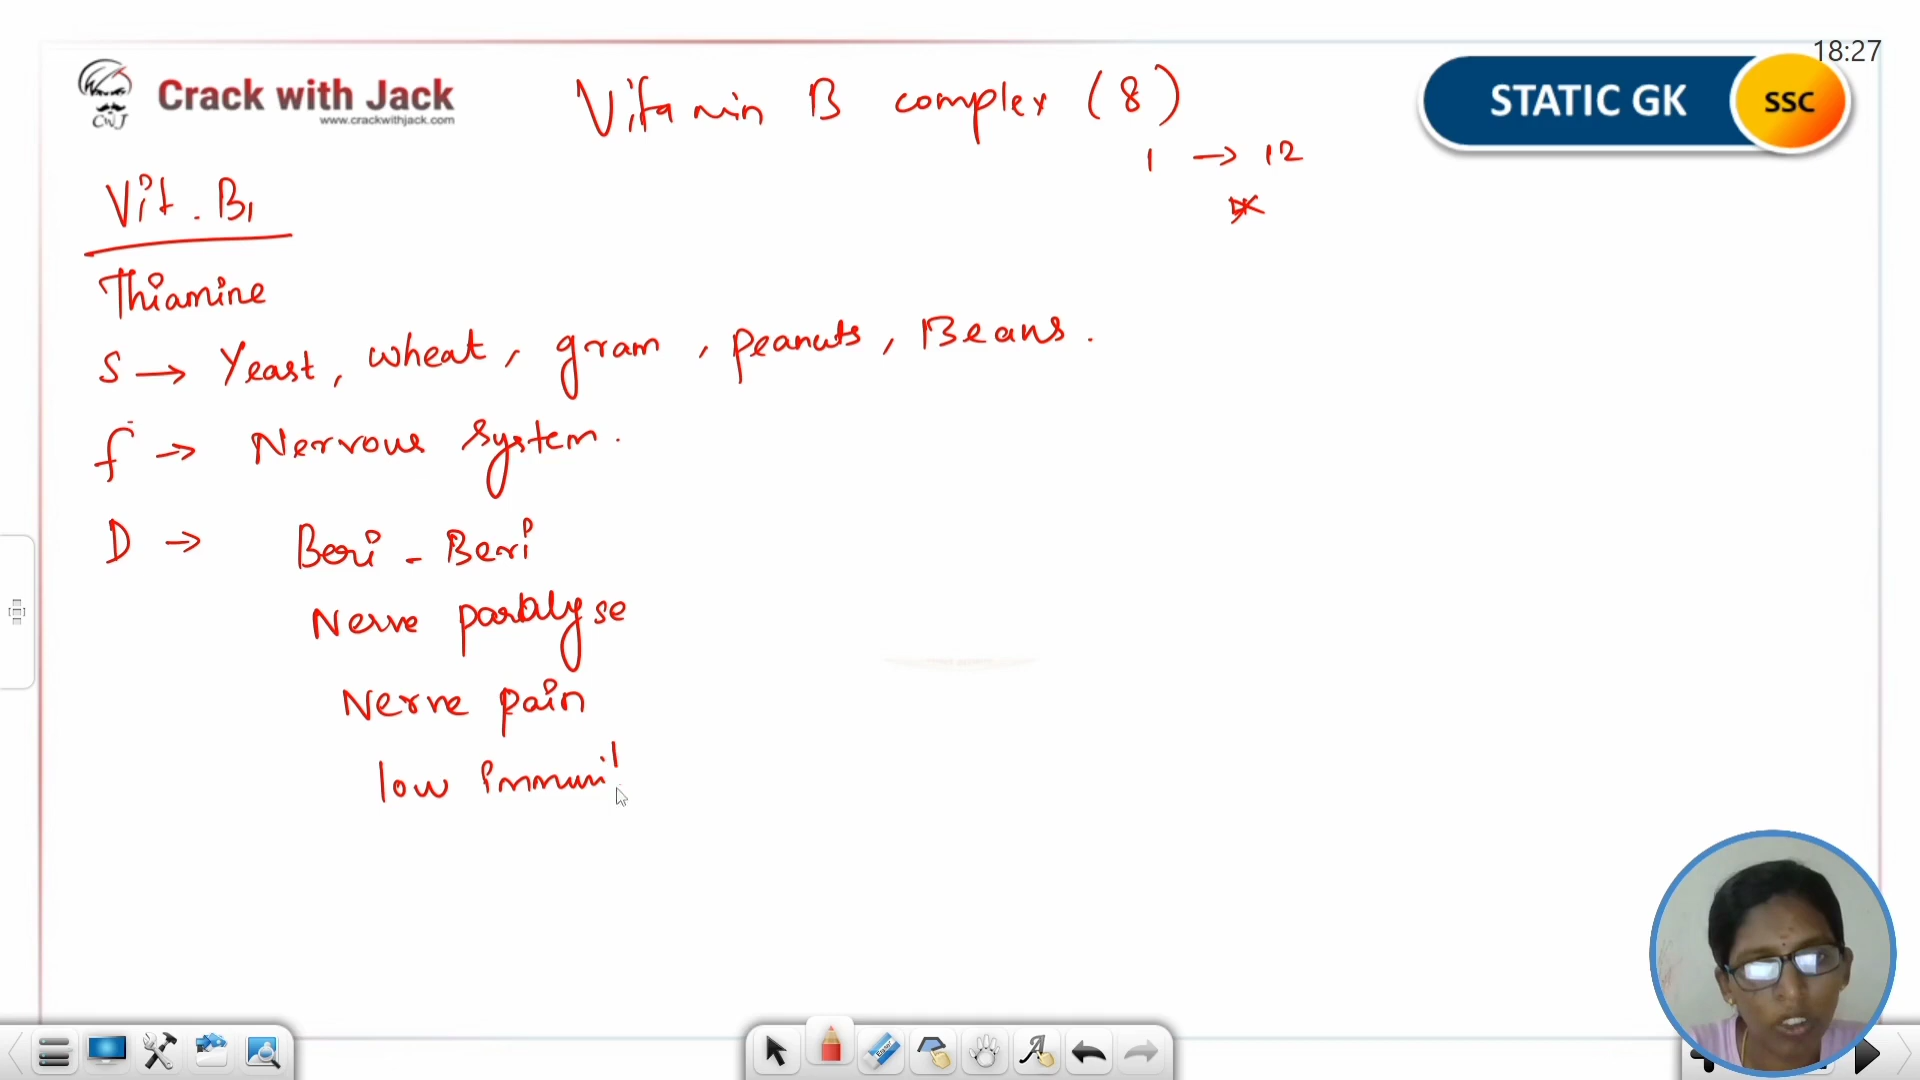 18:27
Crack with Jack
www.crackwithjack.com
CWJ
Vitamin B complex (8)
STATIC GK SSC
1 → 12
Vit. B1
Thiamine
S → Yeast, wheat, gram, peanuts, Beans.
f → Nervous system.
D → Beri - Beri
Nerve paralyse
Nerve pain
low immuni